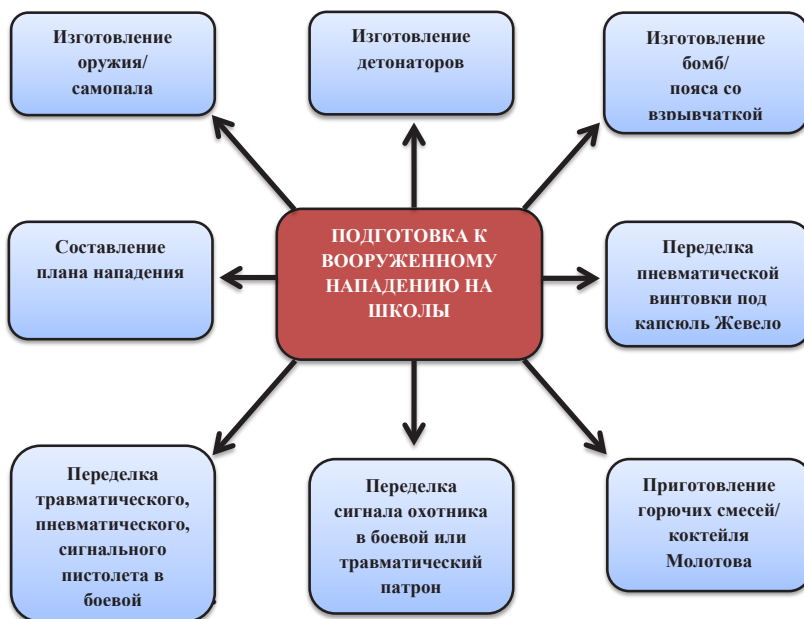 Изготовление
оружия/
самопала
Изготовление
детонаторов
Изготовление
бомб/
пояса со
взрывчаткой
Составление
плана нападения
ПОДГОТОВКА К
ВООРУЖЕННОМУ
НАПАДЕНИЮ НА
ШКОЛЫ
Переделка
пневматической
винтовки под
капсюль Жевело
Переделка
травматического,
пневматического,
сигнального
пистолета в
боевой
Переделка
сигнала охотника
в боевой или
травматический
патрон
Приготовление
горючих смесей/
коктейля
Молотова